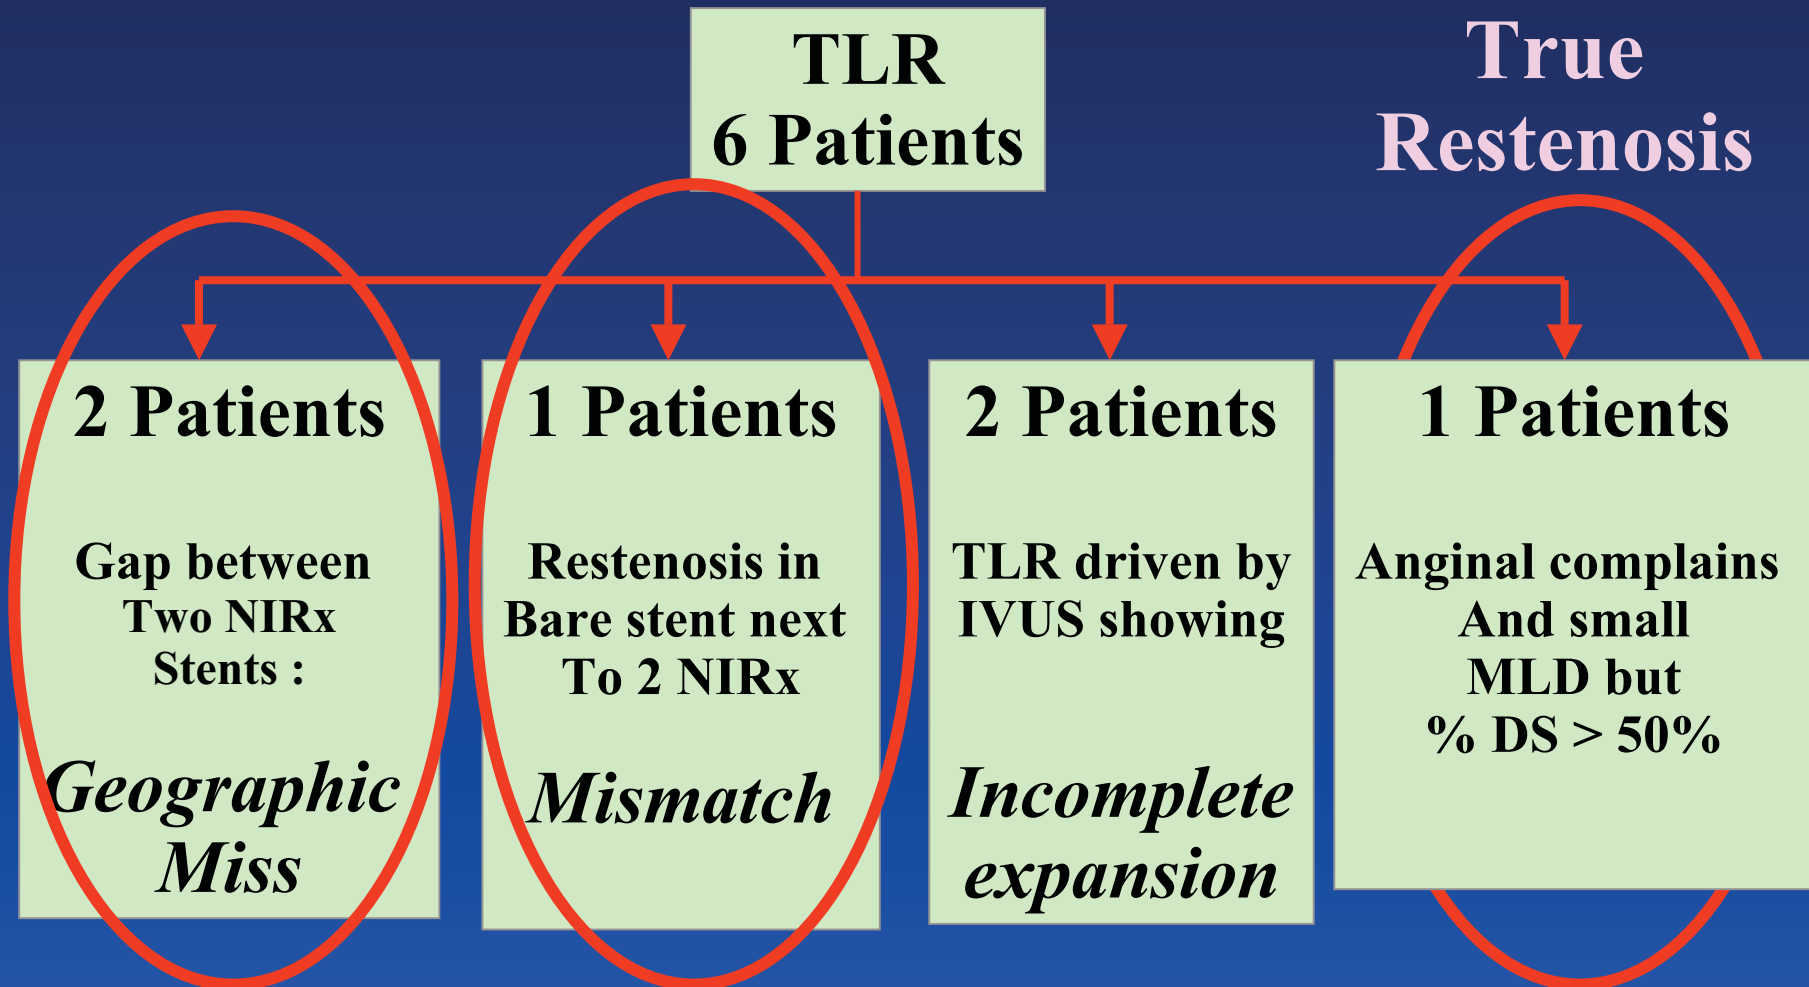 TLR
6 Patients
True
Restenosis
2 Patients
Gap between
Two NIRx
Stents :
Geographic
Miss
1 Patients
Restenosis in
Bare stent next
To 2 NIRx
Mismatch
2 Patients
TLR driven by
IVUS showing
Incomplete
expansion
1 Patients
Anginal complains
And small
MLD but
% DS > 50%